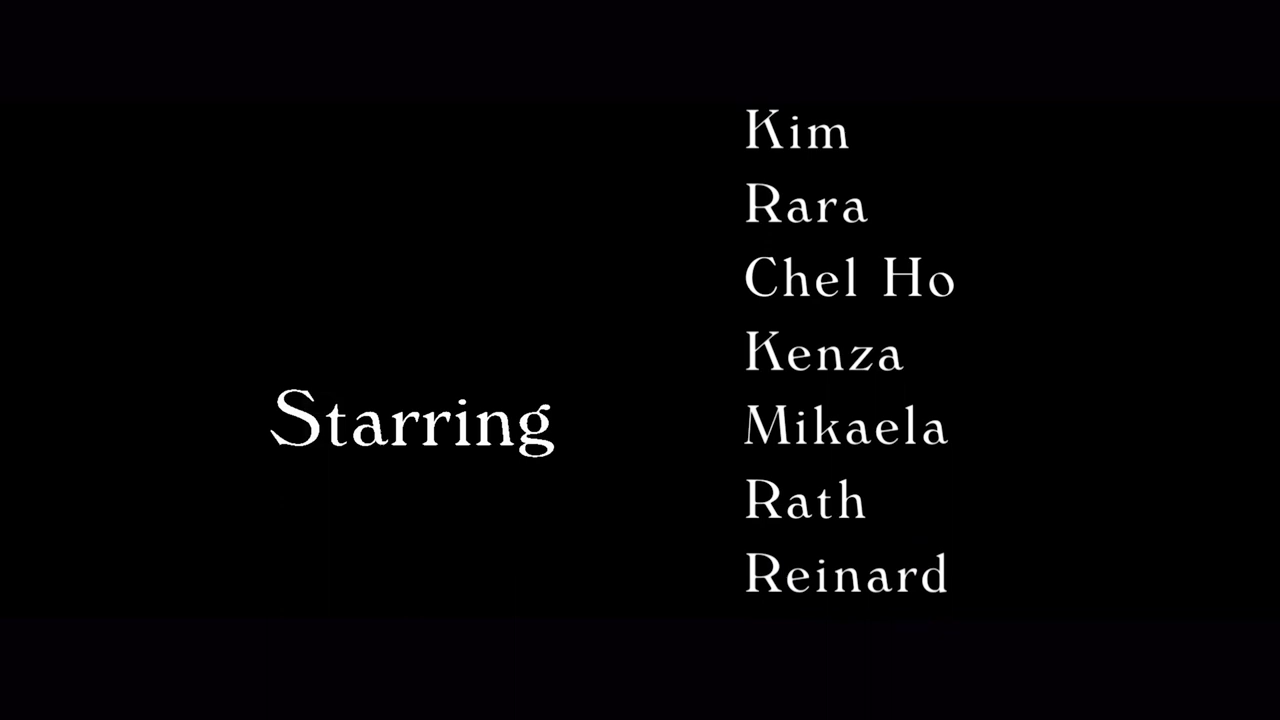 Starring
Kim
Rara
Chel Ho
Kenza
Mikaela
Rath
Reinard